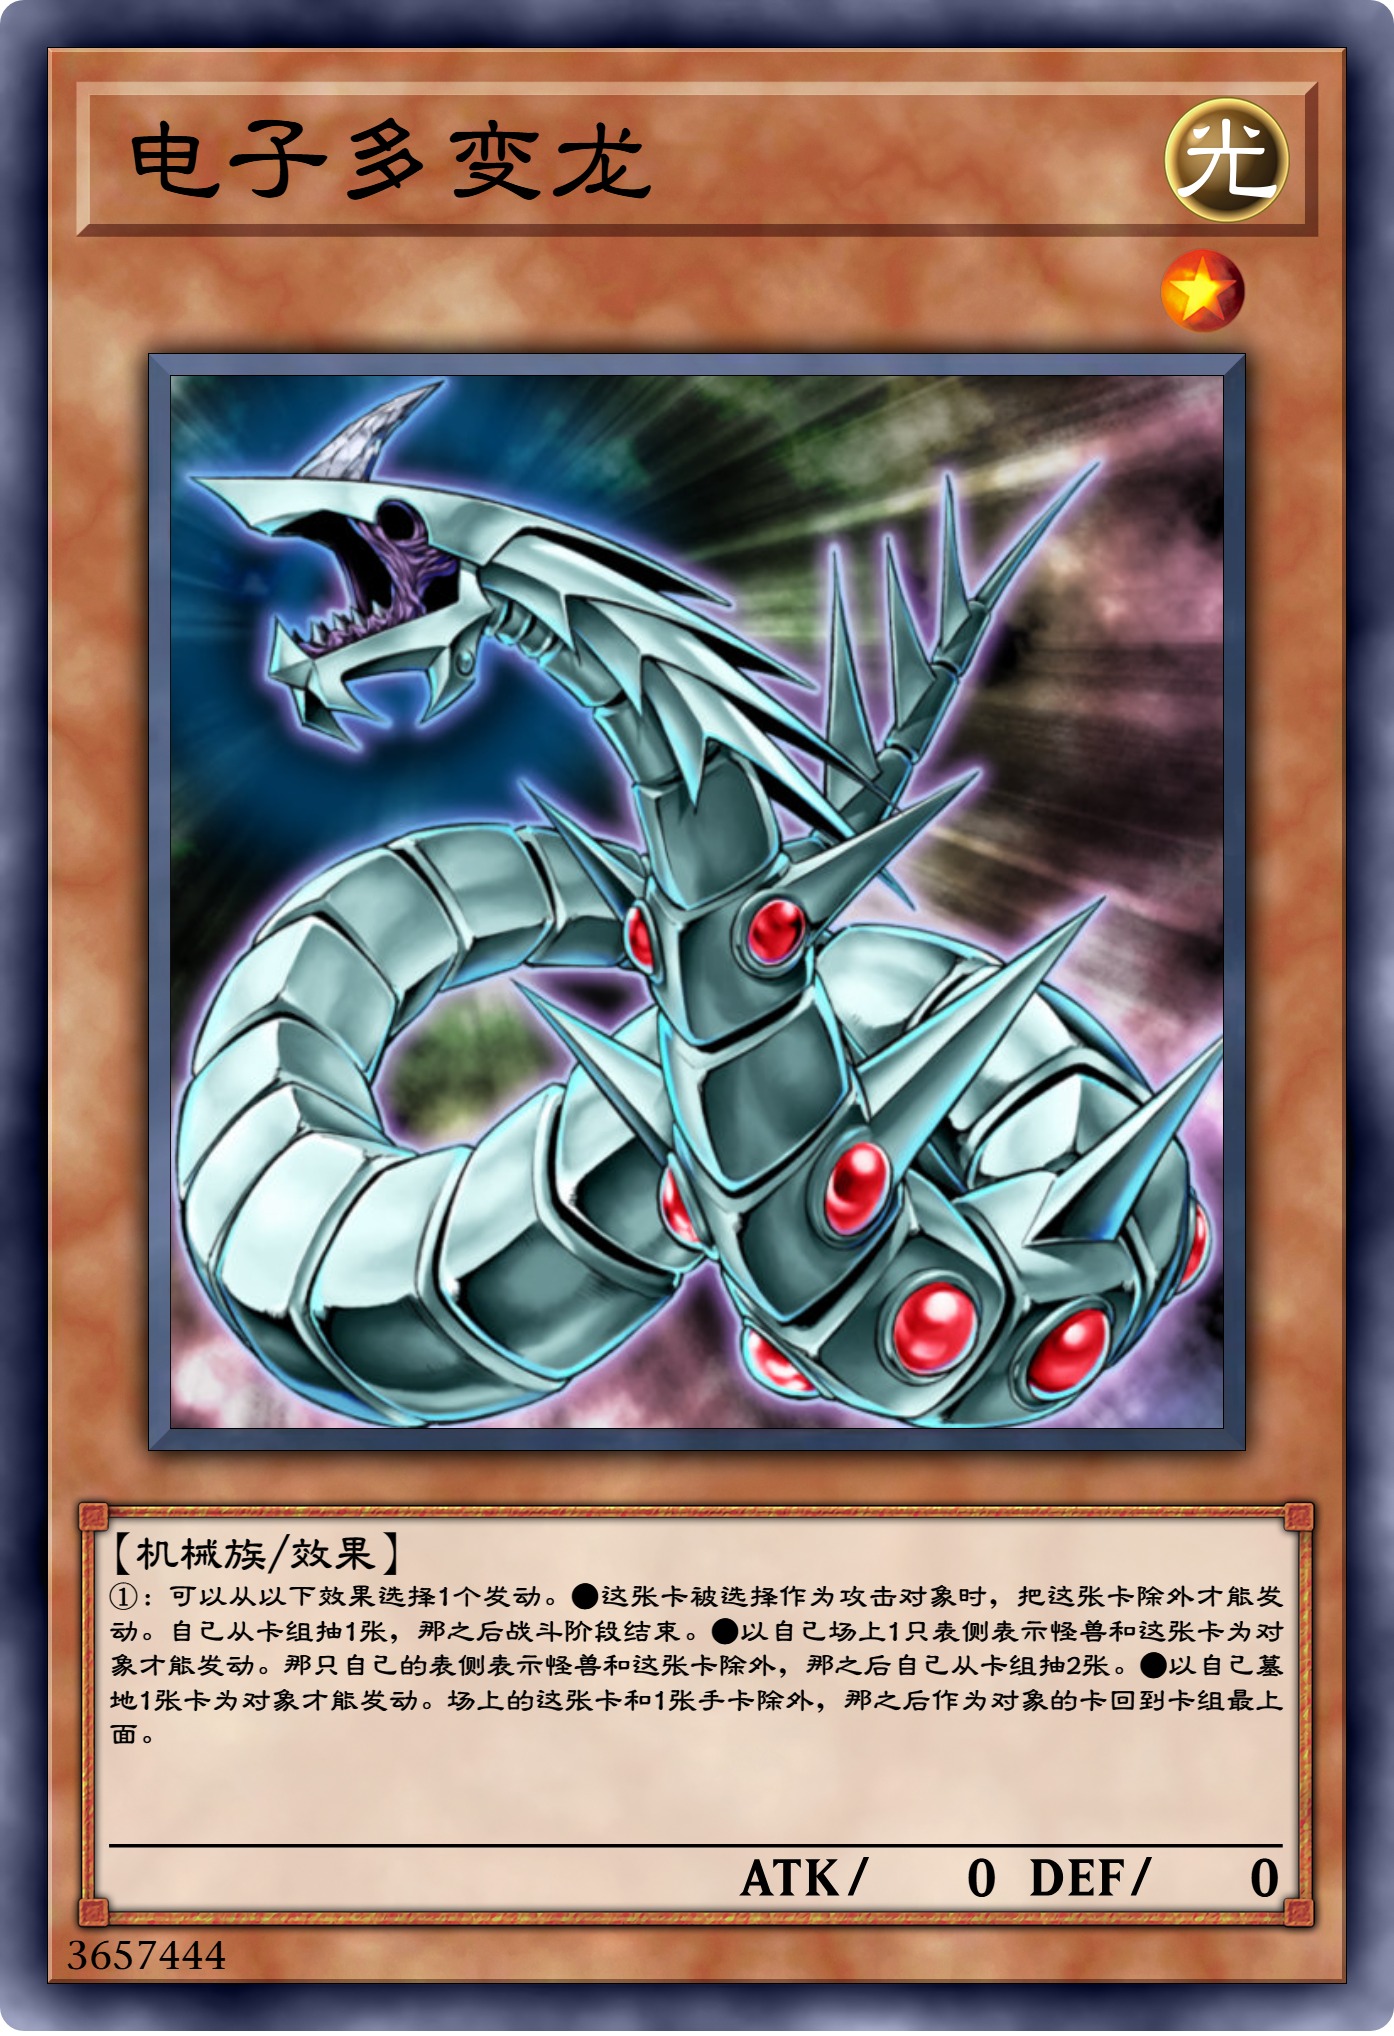 电子多变龙
光
【机械族/效果】
①：可以从以下效果选择1个发动。●这张卡被选择作为攻击对象时，把这张卡除外才能发
动。自己从卡组抽1张，那之后战斗阶段结束。●以自己场上1只表侧表示怪兽和这张卡为对
象才能发动。那只自己的表侧表示怪兽和这张卡除外，那之后自己从卡组抽2张。●以自己墓
地1张卡为对象才能发动。场上的这张卡和1张手卡除外，那之后作为对象的卡回到卡组最上
面。
ATK/ 0 DEF/ 0
3657444